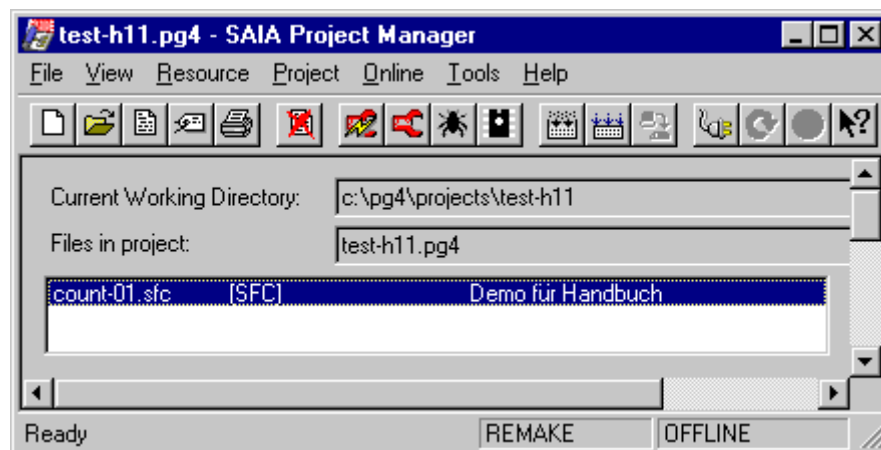 test-h11.pg4 - SAIA Project Manager
File View Resource Project Online Tools Help
Current Working Directory: c:\pg4\projects\test-h11
Files in project: test-h11.pg4
count-01.sfc [SFC] Demo für Handbuch
Ready REMAKE OFFLINE